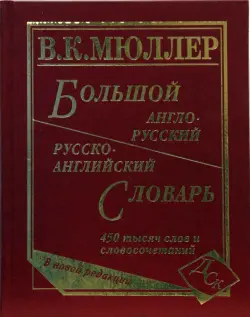 В.К.МЮЛЛЕР
БОЛЬШОЙ
АНГЛО-
РУССКИЙ
РУССКО-
АНГЛИЙСКИЙ
СЛОВАРЬ
450 тысяч слов и
словосочетаний
В новой редакции
ДСК